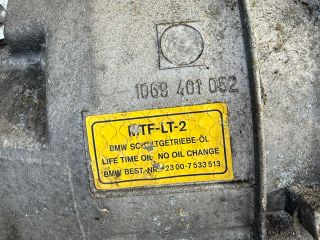 1069 401 052
MTF-LT-2
BMW SCHALTGETRIEBE-ÖL
LIFE TIME OIL NO OIL CHANGE
BMW BEST. NR. 23 00-7 533 513